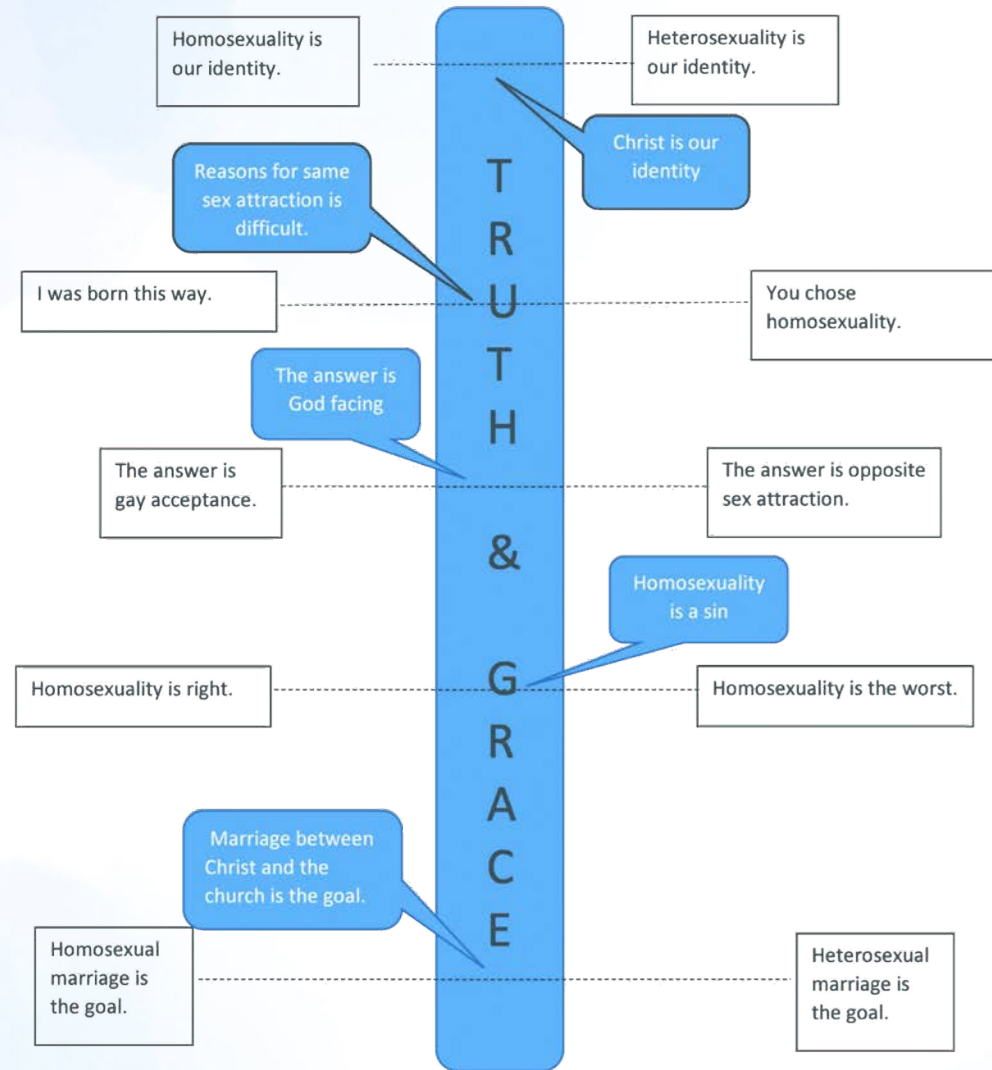 Homosexuality is
our identity.
Heterosexuality is
our identity.
Christ is our
identity
Reasons for same
sex attraction is
difficult.
I was born this way.
You chose
homosexuality.
The answer is
God facing
The answer is
gay acceptance.
The answer is opposite
sex attraction.
Homosexuality
is a sin
Homosexuality is right.
Homosexuality is the worst.
Marriage between
Christ and the
church is the goal.
Homosexual
marriage is
the goal.
Heterosexual
marriage is
the goal.
T
R
U
T
H
&
G
R
A
C
E